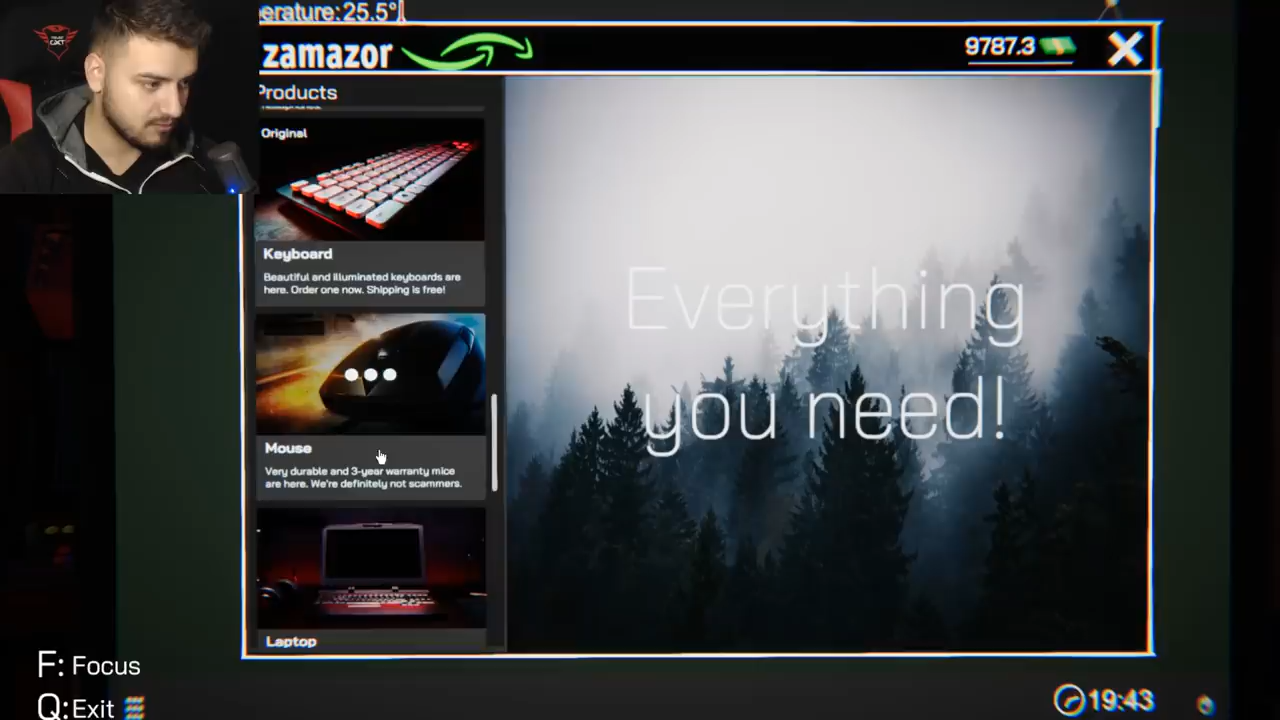 erature:25.5°
zamazor
9787.3
Products
Original
Keyboard
Beautiful and illuminated keyboards are
here. Order one now. Shipping is free!
Mouse
Very durable and 3-year warranty mice
are here. We're definitely not scammers.
Laptop
Everything
you need!
F: Focus
Q: Exit
19:43